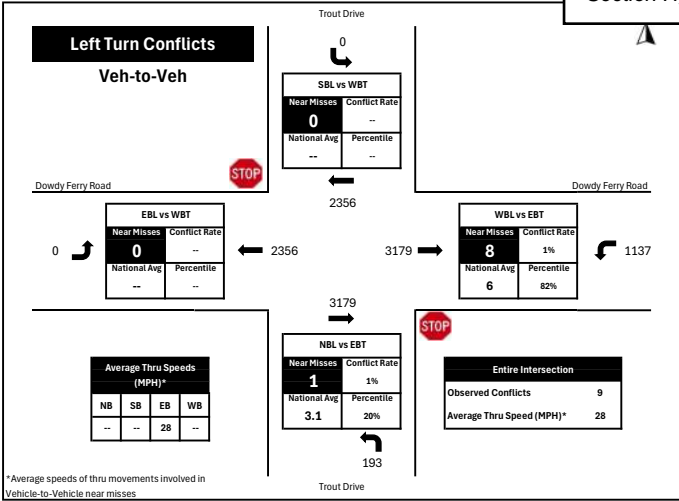 Trout Drive
Left Turn Conflicts
Veh-to-Veh
0
SBL vs WBT
Near Misses Conflict Rate
0 --
National Avg Percentile
-- --
STOP
2356
Dowdy Ferry Road
Dowdy Ferry Road
EBL vs WBT
Near Misses Conflict Rate
0 --
National Avg Percentile
-- --
0
2356
3179
WBL vs EBT
Near Misses Conflict Rate
8 1%
National Avg Percentile
6 82%
1137
3179
STOP
NBL vs EBT
Near Misses Conflict Rate
1 1%
National Avg Percentile
3.1 20%
193
Average Thru Speeds
(MPH)*
NB SB EB WB
-- -- 28 --
Entire Intersection
Observed Conflicts 9
Average Thru Speed (MPH)* 28
*Average speeds of thru movements involved in
Vehicle-to-Vehicle near misses
Trout Drive